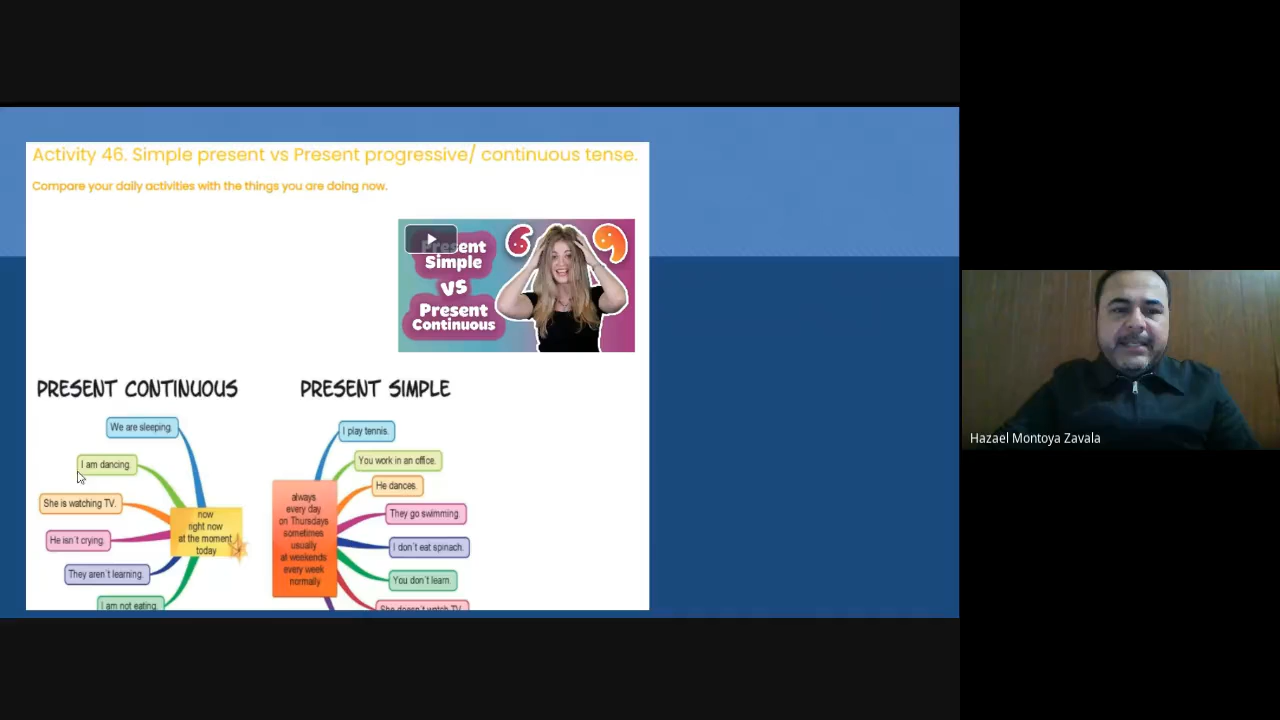 Activity 46. Simple present vs Present progressive/ continuous tense.
Compare your daily activities with the things you are doing now.
Present
Simple
VS
Present
Continuous
PRESENT CONTINUOUS
We are sleeping.
I am dancing.
She is watching TV.
He isn´t crying.
They aren´t learning.
I am not eating.
now
right now
at the moment
today
PRESENT SIMPLE
I play tennis.
You work in an office.
He dances.
They go swimming.
I don´t eat spinach.
You don´t learn.
She doesn´t watch TV.
always
every day
on Thursdays
sometimes
usually
at weekends
every week
normally
Hazael Montoya Zavala